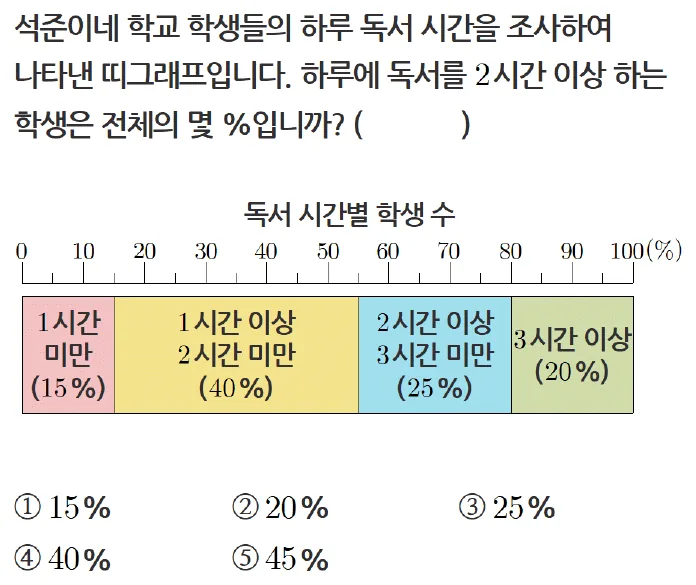 석준이네 학교 학생들의 하루 독서 시간을 조사하여
나타낸 띠그래프입니다. 하루에 독서를 2시간 이상 하는
학생은 전체의 몇 %입니까? (          )
독서 시간별 학생 수
0 10 20 30 40 50 60 70 80 90 100(%)
1시간
미만
(15%)
1시간 이상
2시간 미만
(40%)
2시간 이상
3시간 미만
(25%)
3시간 이상
(20%)
① 15% ② 20% ③ 25%
④ 40% ⑤ 45%